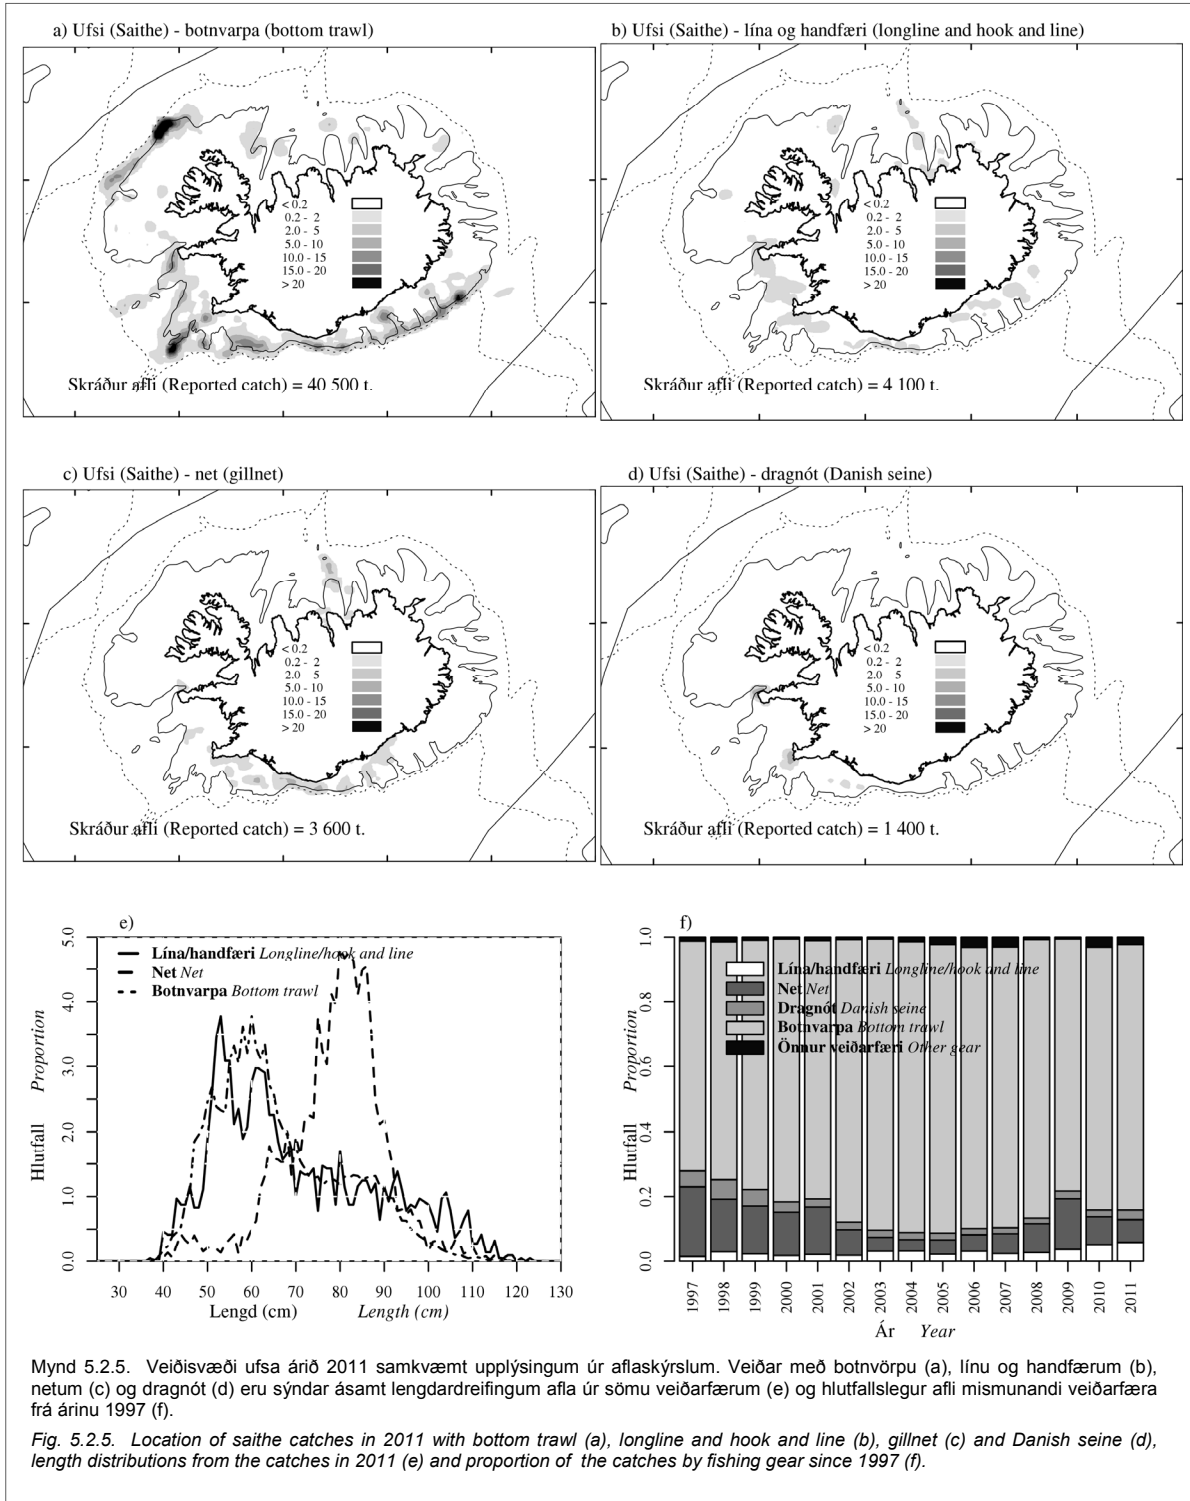 a) Ufsi (Saithe) - botnvarpa (bottom trawl)
< 0.2
0.2 - 2
2.0 - 5
5.0 - 10
10.0 - 15
15.0 - 20
> 20
Skráður afli (Reported catch) = 40 500 t.
b) Ufsi (Saithe) - lína og handfæri (longline and hook and line)
< 0.2
0.2 - 2
2.0 - 5
5.0 - 10
10.0 - 15
15.0 - 20
> 20
Skráður afli (Reported catch) = 4 100 t.
c) Ufsi (Saithe) - net (gillnet)
< 0.2
0.2 - 2
2.0 5
5.0 - 10
10.0 - 15
15.0 - 20
> 20
Skráður afli (Reported catch) = 3 600 t.
d) Ufsi (Saithe) - dragnót (Danish seine)
< 0.2
0.2 - 2
2.0 5
5.0 - 10
10.0 - 15
15.0 - 20
> 20
Skráður afli (Reported catch) = 1 400 t.
e)
Lína/handfæri Longline/hook and line
Net Net
Botnvarpa Bottom trawl
Hlutfall Proportion
5.0
4.0
3.0
2.0
1.0
0.0
30 40 50 60 70 80 90 100 110 120 130
Lengd (cm) Length (cm)
f)
Lína/handfæri Longline/hook and line
Net Net
Dragnót Danish seine
Botnvarpa Bottom trawl
Önnur veiðarfæri Other gear
Hlutfall Proportion
1.0
0.8
0.6
0.4
0.2
0.0
1997 1998 1999 2000 2001 2002 2003 2004 2005 2006 2007 2008 2009 2010 2011
Ár Year
Mynd 5.2.5. Veiðisvæði ufsa árið 2011 samkvæmt upplýsingum úr aflaskýrslum. Veiðar með botnvörpu (a), línu og handfærum (b),
netum (c) og dragnót (d) eru sýndar ásamt lengdardreifingum afla úr sömu veiðarfærum (e) og hlutfallslegur afli mismunandi veiðarfæra
frá árinu 1997 (f).
Fig. 5.2.5. Location of saithe catches in 2011 with bottom trawl (a), longline and hook and line (b), gillnet (c) and Danish seine (d),
length distributions from the catches in 2011 (e) and proportion of the catches by fishing gear since 1997 (f).